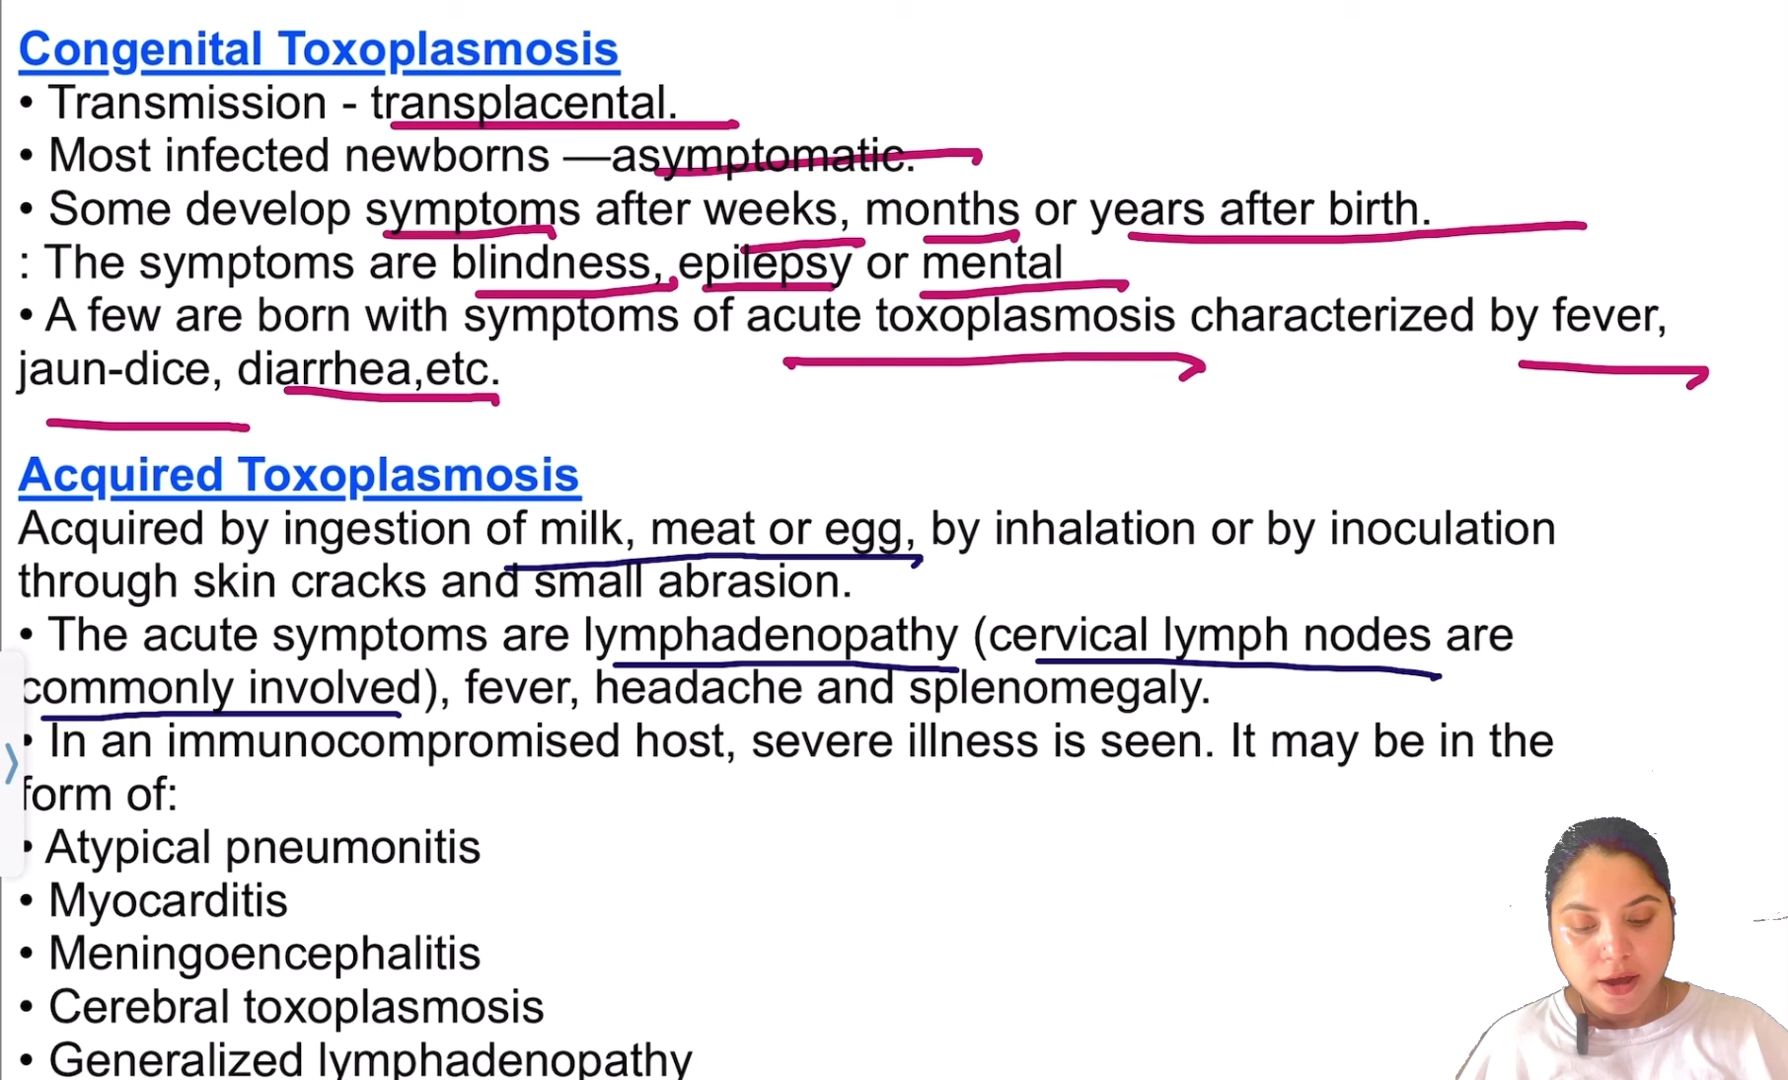 Congenital Toxoplasmosis
• Transmission - transplacental.
• Most infected newborns —asymptomatic.
• Some develop symptoms after weeks, months or years after birth.
: The symptoms are blindness, epilepsy or mental
• A few are born with symptoms of acute toxoplasmosis characterized by fever,
jaun-dice, diarrhea,etc.
Acquired Toxoplasmosis
Acquired by ingestion of milk, meat or egg, by inhalation or by inoculation
through skin cracks and small abrasion.
• The acute symptoms are lymphadenopathy (cervical lymph nodes are
commonly involved), fever, headache and splenomegaly.
• In an immunocompromised host, severe illness is seen. It may be in the
form of:
• Atypical pneumonitis
• Myocarditis
• Meningoencephalitis
• Cerebral toxoplasmosis
• Generalized lymphadenopathy